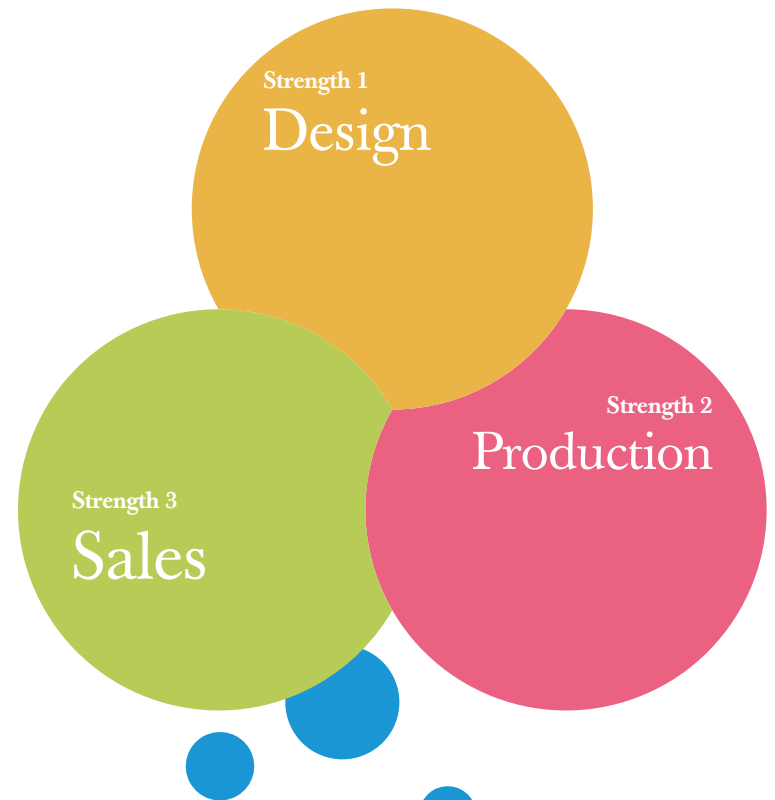 Strength 1
Design
Strength 2
Production
Strength 3
Sales